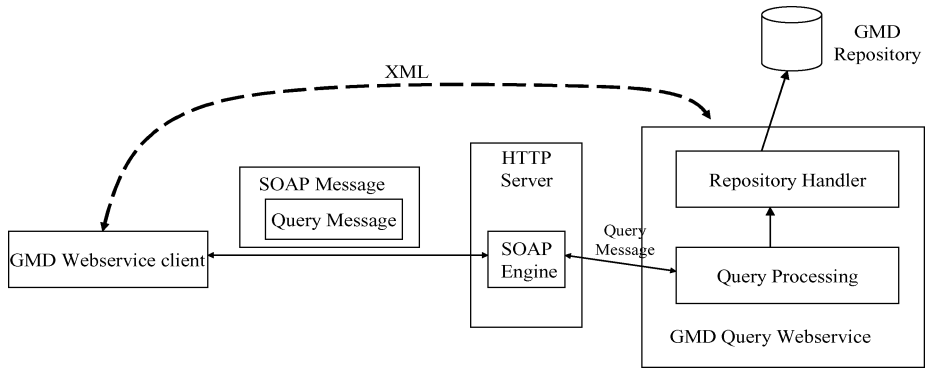 GMD
Repository
XML
HTTP
Server
SOAP Message
Query Message
Repository Handler
GMD Webservice client
SOAP
Engine
Query
Message
Query Processing
GMD Query Webservice